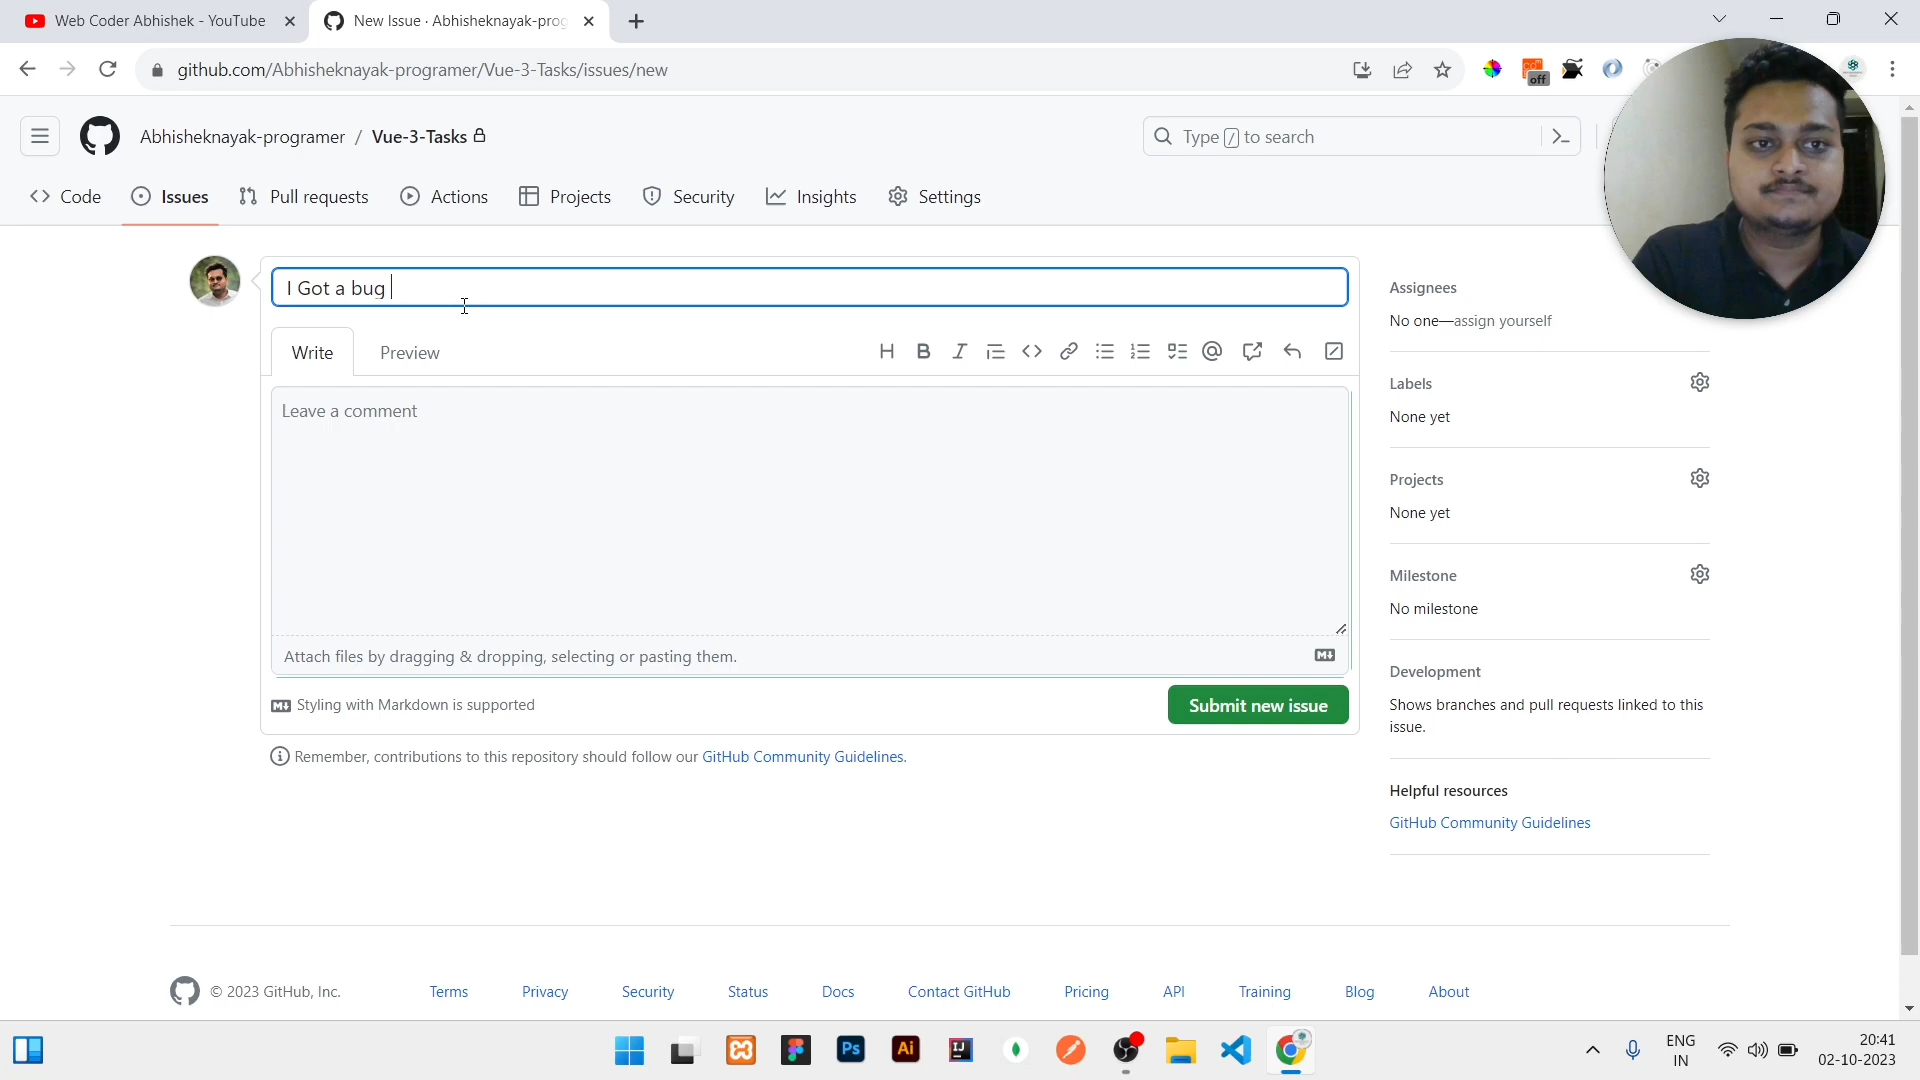 Web Coder Abhishek - YouTube
New Issue · Abhisheknayak-prog
github.com/Abhisheknayak-programer/Vue-3-Tasks/issues/new
off
Abhisheknayak-programer / Vue-3-Tasks
Type / to search
Code
Issues
Pull requests
Actions
Projects
Security
Insights
Settings
I Got a bug
Write
Preview
Leave a comment
Attach files by dragging & dropping, selecting or pasting them.
Styling with Markdown is supported
Submit new issue
Remember, contributions to this repository should follow our GitHub Community Guidelines.
Assignees
No one—assign yourself
Labels
None yet
Projects
None yet
Milestone
No milestone
Development
Shows branches and pull requests linked to this
issue.
Helpful resources
GitHub Community Guidelines
© 2023 GitHub, Inc.
Terms
Privacy
Security
Status
Docs
Contact GitHub
Pricing
API
Training
Blog
About
Ps
Ai
IJ
ENG
IN
20:41
02-10-2023